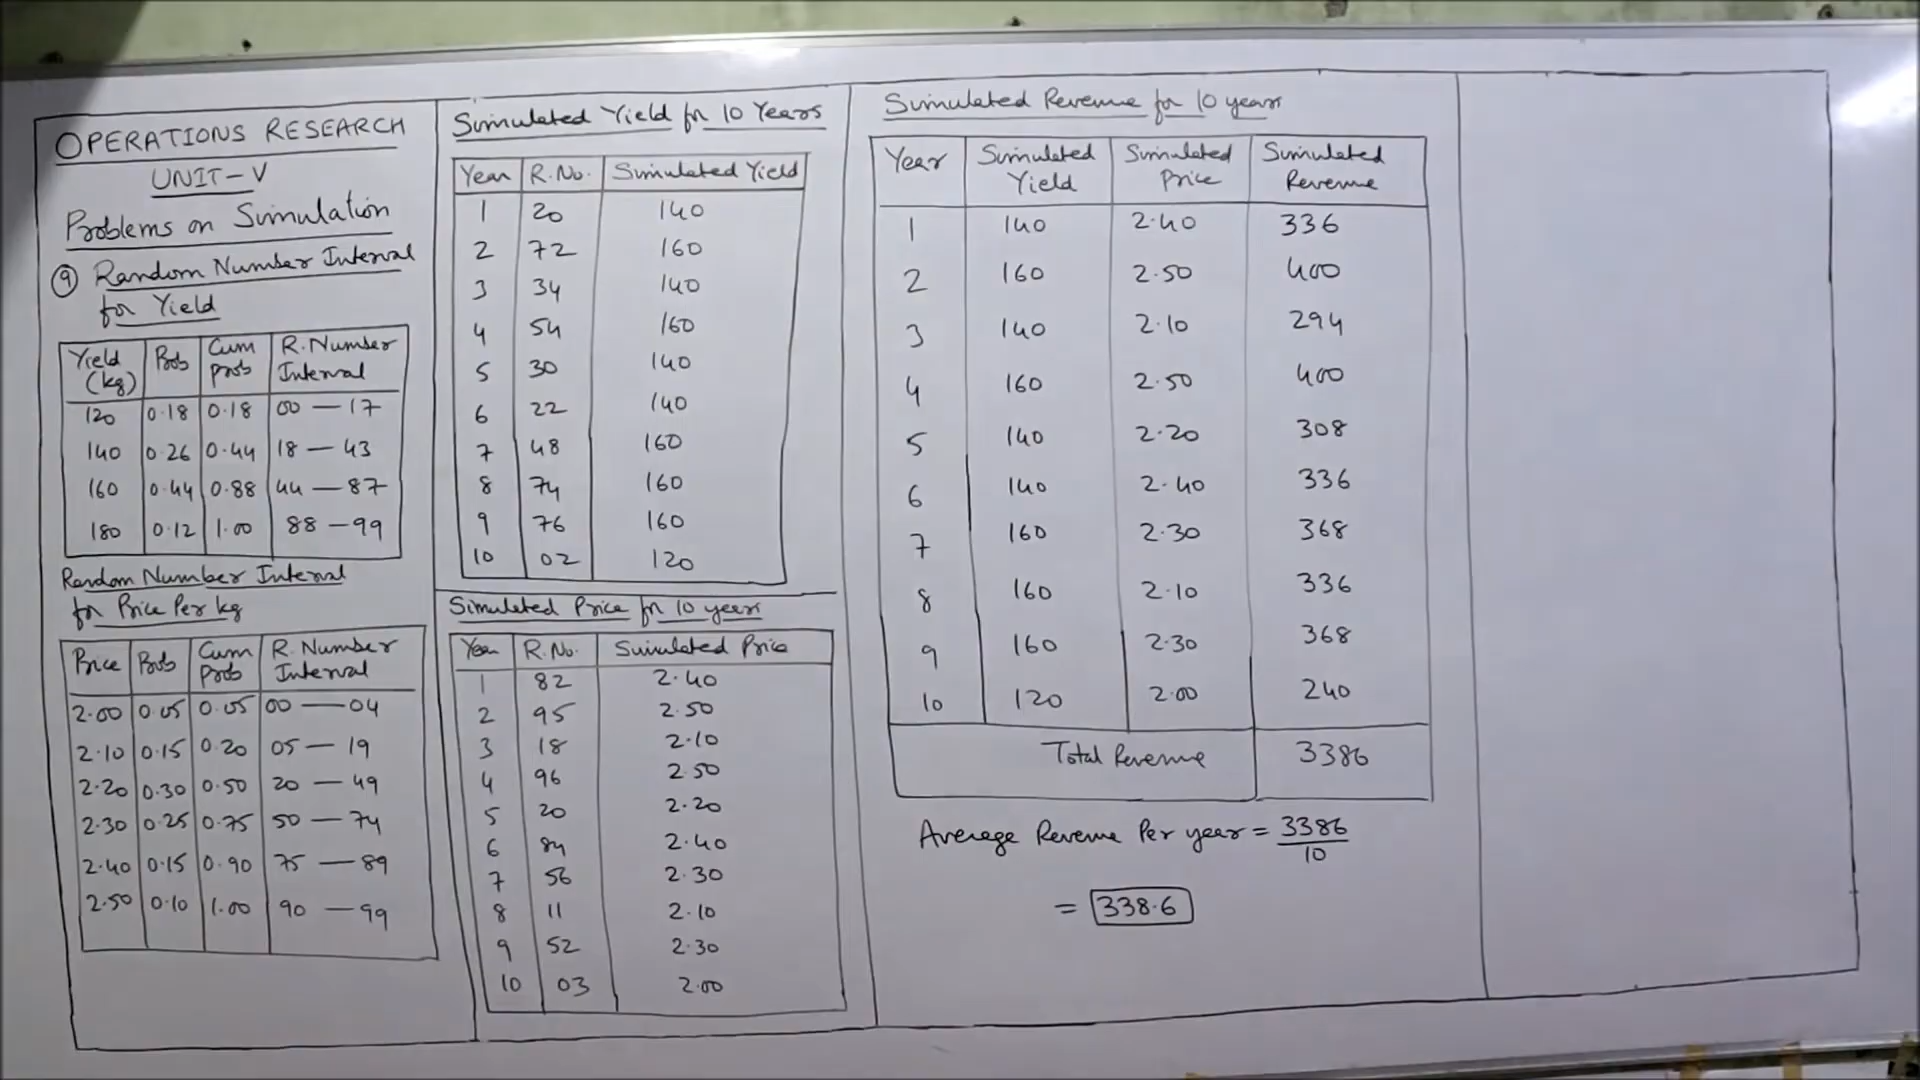 OPERATIONS RESEARCH
UNIT-V
Problems on Simulation
9 Random Number Interval
for Yield
Yield (kg) Prob Cum prob R.Number Interval
120 0.18 0.18 00 — 17
140 0.26 0.44 18 — 43
160 0.44 0.88 44 — 87
180 0.12 1.00 88 — 99
Random Number Interval
for Price Per kg
Price Prob Cum prob R.Number Interval
2.00 0.05 0.05 00 — 04
2.10 0.15 0.20 05 — 19
2.20 0.30 0.50 20 — 49
2.30 0.25 0.75 50 — 74
2.40 0.15 0.90 75 — 89
2.50 0.10 1.00 90 — 99
Simulated Yield for 10 Years
Year R.No. Simulated Yield
1 20 140
2 72 160
3 34 140
4 54 160
5 30 140
6 22 140
7 48 160
8 74 160
9 76 160
10 02 120
Simulated Price for 10 years
Year R.No. Simulated Price
1 82 2.40
2 95 2.50
3 18 2.10
4 96 2.50
5 20 2.20
6 84 2.40
7 56 2.30
8 11 2.10
9 52 2.30
10 03 2.00
Simulated Revenue for 10 years
Year Simulated Yield Simulated Price Simulated Revenue
1 140 2.40 336
2 160 2.50 400
3 140 2.10 294
4 160 2.50 400
5 140 2.20 308
6 140 2.40 336
7 160 2.30 368
8 160 2.10 336
9 160 2.30 368
10 120 2.00 240
Total Revenue 3386
Average Revenue Per year = 3386/10
= 338.6